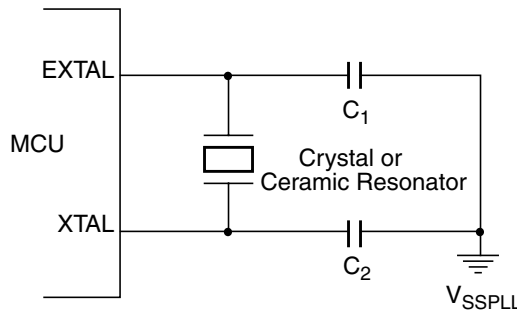 EXTAL
C1
MCU
Crystal or
Ceramic Resonator
XTAL
C2
VSSPLL